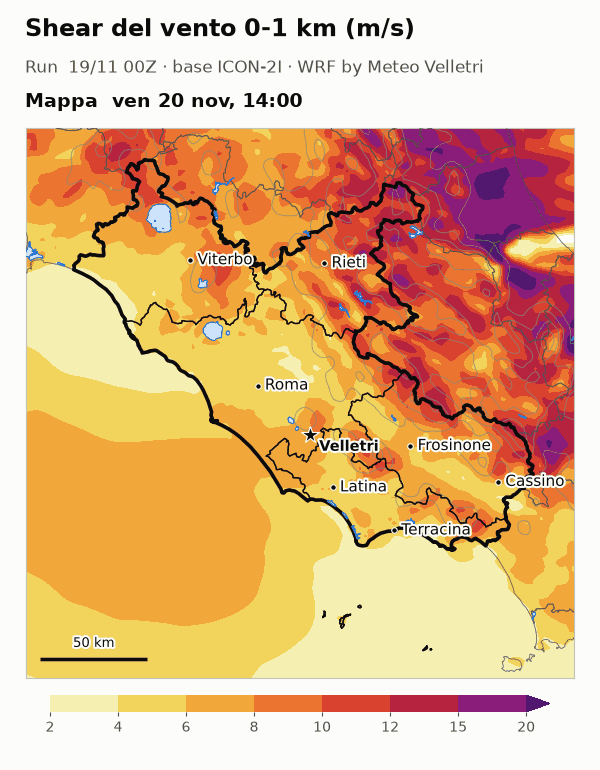 Shear del vento 0-1 km (m/s)
Run  19/11 00Z · base ICON-2I · WRF by Meteo Velletri
Mappa  ven 20 nov, 14:00
Viterbo
Rieti
Roma
Velletri
Frosinone
Latina
Cassino
Terracina
50 km
2 4 6 8 10 12 15 20